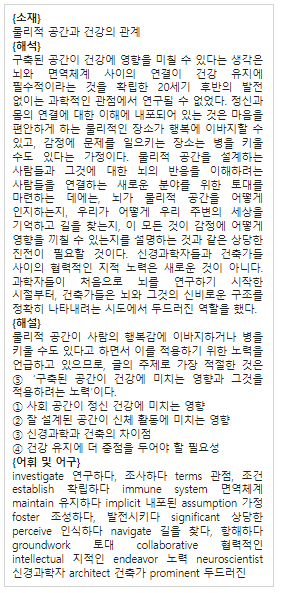 {소재}
물리적 공간과 건강의 관계
{해석}
구축된 공간이 건강에 영향을 미칠 수 있다는 생각은
뇌와 면역체계 사이의 연결이 건강 유지에
필수적이라는 것을 확립한 20세기 후반의 발전
없이는 과학적인 관점에서 연구될 수 없었다. 정신과
몸의 연결에 대한 이해에 내포되어 있는 것은 마음을
편안하게 하는 물리적인 장소가 행복에 이바지할 수
있고, 감정에 문제를 일으키는 장소는 병을 키울
수도 있다는 가정이다. 물리적 공간을 설계하는
사람들과 그것에 대한 뇌의 반응을 이해하려는
사람들을 연결하는 새로운 분야를 위한 토대를
마련하는 데에는, 뇌가 물리적 공간을 어떻게
인지하는지, 우리가 어떻게 우리 주변의 세상을
기억하고 길을 찾는지, 이 모든 것이 감정에 어떻게
영향을 끼칠 수 있는지를 설명하는 것과 같은 상당한
진전이 필요할 것이다. 신경과학자들과 건축가들
사이의 협력적인 지적 노력은 새로운 것이 아니다.
과학자들이 처음으로 뇌를 연구하기 시작한
시절부터, 건축가들은 뇌와 그것의 신비로운 구조를
정확히 나타내려는 시도에서 두드러진 역할을 했다.
{해설}
물리적 공간이 사람의 행복감에 이바지하거나 병을
키울 수도 있다고 하면서 이를 적용하기 위한 노력을
언급하고 있으므로, 글의 주제로 가장 적절한 것은
⑤ ‘구축된 공간이 건강에 미치는 영향과 그것을
적용하려는 노력’이다.
① 사회 공간이 정신 건강에 미치는 영향
② 잘 설계된 공간이 신체 활동에 미치는 영향
③ 신경과학과 건축의 차이점
④ 건강 유지에 더 중점을 두어야 할 필요성
{어휘 및 어구}
investigate 연구하다, 조사하다 terms 관점, 조건
establish 확립하다 immune system 면역체계
maintain 유지하다 implicit 내포된 assumption 가정
foster 조성하다, 발전시키다 significant 상당한
perceive 인식하다 navigate 길을 찾다, 항해하다
groundwork 토대 collaborative 협력적인
intellectual 지적인 endeavor 노력 neuroscientist
신경과학자 architect 건축가 prominent 두드러진